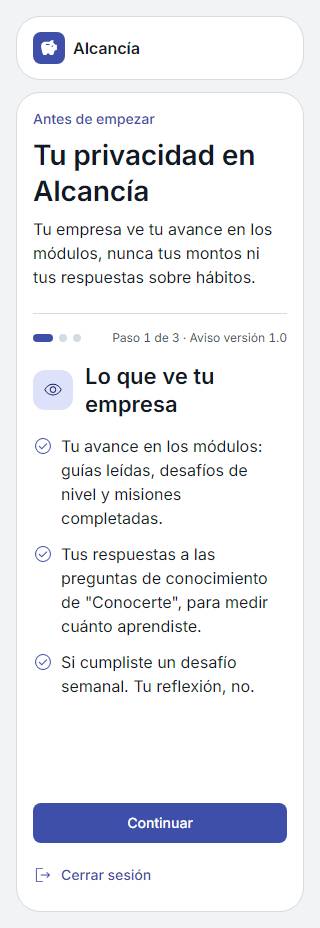 Alcancía
Antes de empezar
Tu privacidad en
Alcancía
Tu empresa ve tu avance en los
módulos, nunca tus montos ni
tus respuestas sobre hábitos.
Paso 1 de 3 · Aviso versión 1.0
Lo que ve tu
empresa
Tu avance en los módulos:
guías leídas, desafíos de
nivel y misiones
completadas.
Tus respuestas a las
preguntas de conocimiento
de "Conocerte", para medir
cuánto aprendiste.
Si cumpliste un desafío
semanal. Tu reflexión, no.
Continuar
Cerrar sesión